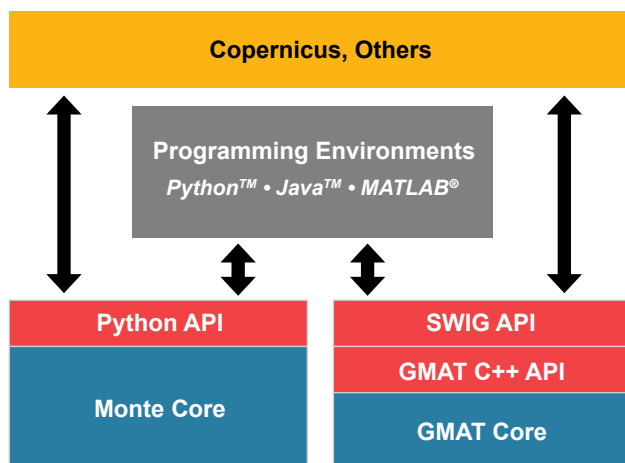 Copernicus, Others
Programming Environments
Python™ • Java™ • MATLAB®
Python API
SWIG API
GMAT C++ API
Monte Core
GMAT Core